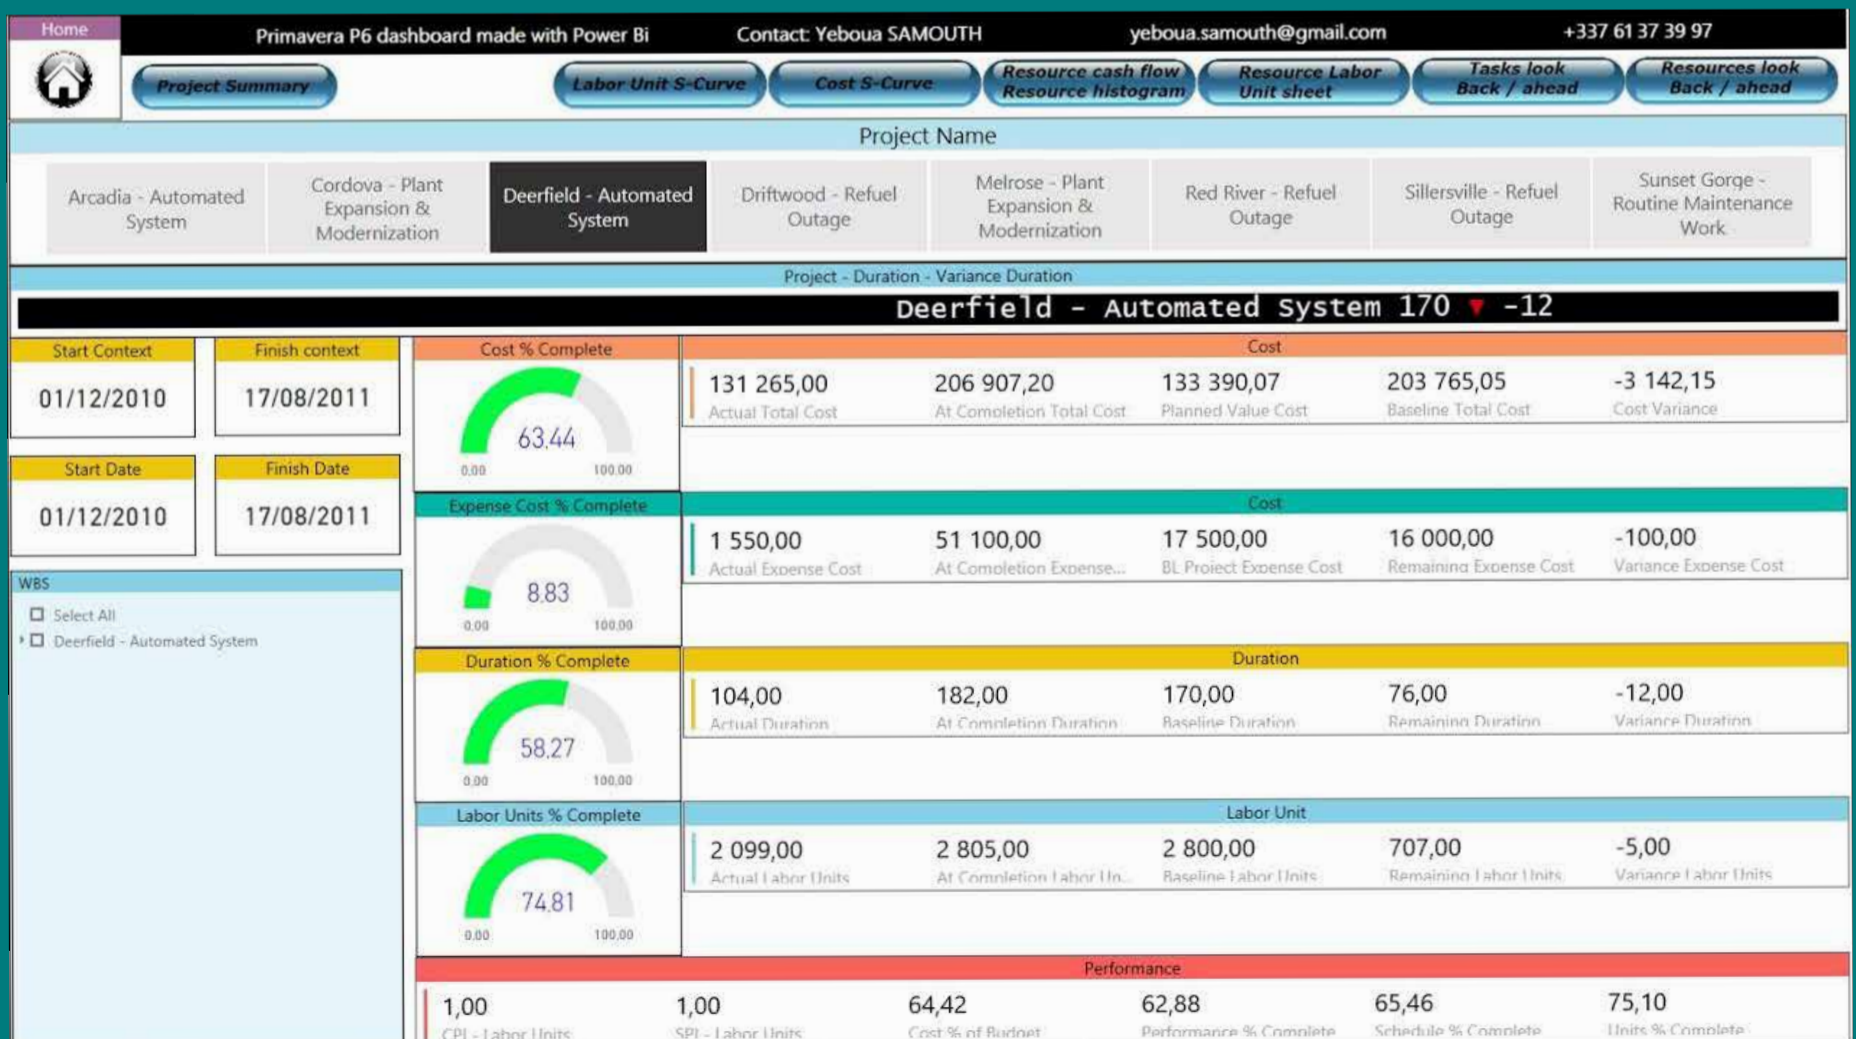 Home
Primavera P6 dashboard made with Power Bi
Contact: Yeboua SAMOUTH
yeboua.samouth@gmail.com
+337 61 37 39 97
Project Summary
Labor Unit S-Curve
Cost S-Curve
Resource cash flow
Resource histogram
Resource Labor
Unit sheet
Tasks look
Back / ahead
Resources look
Back / ahead
Project Name
Arcadia - Automated
System
Cordova - Plant
Expansion &
Modernization
Deerfield - Automated
System
Driftwood - Refuel
Outage
Melrose - Plant
Expansion &
Modernization
Red River - Refuel
Outage
Sillersville - Refuel
Outage
Sunset Gorge -
Routine Maintenance
Work
Project - Duration - Variance Duration
Deerfield - Automated System 170 ▼ -12
Start Context
01/12/2010
Finish context
17/08/2011
Start Date
01/12/2010
Finish Date
17/08/2011
WBS
Select All
Deerfield - Automated System
Cost % Complete
63,44
0,00 100,00
Cost
131 265,00 206 907,20 133 390,07 203 765,05 -3 142,15
Actual Total Cost At Completion Total Cost Planned Value Cost Baseline Total Cost Cost Variance
Expense Cost % Complete
8,83
0,00 100,00
Cost
1 550,00 51 100,00 17 500,00 16 000,00 -100,00
Actual Expense Cost At Completion Expense... BL Project Expense Cost Remaining Expense Cost Variance Expense Cost
Duration % Complete
58,27
0,00 100,00
Duration
104,00 182,00 170,00 76,00 -12,00
Actual Duration At Completion Duration Baseline Duration Remaining Duration Variance Duration
Labor Units % Complete
74,81
0,00 100,00
Labor Unit
2 099,00 2 805,00 2 800,00 707,00 -5,00
Actual Labor Units At Completion Labor Un... Baseline Labor Units Remaining Labor Units Variance Labor Units
Performance
1,00 1,00 64,42 62,88 65,46 75,10
CPI - Labor Units SPI - Labor Units Cost % of Budget Performance % Complete Schedule % Complete Units % Complete